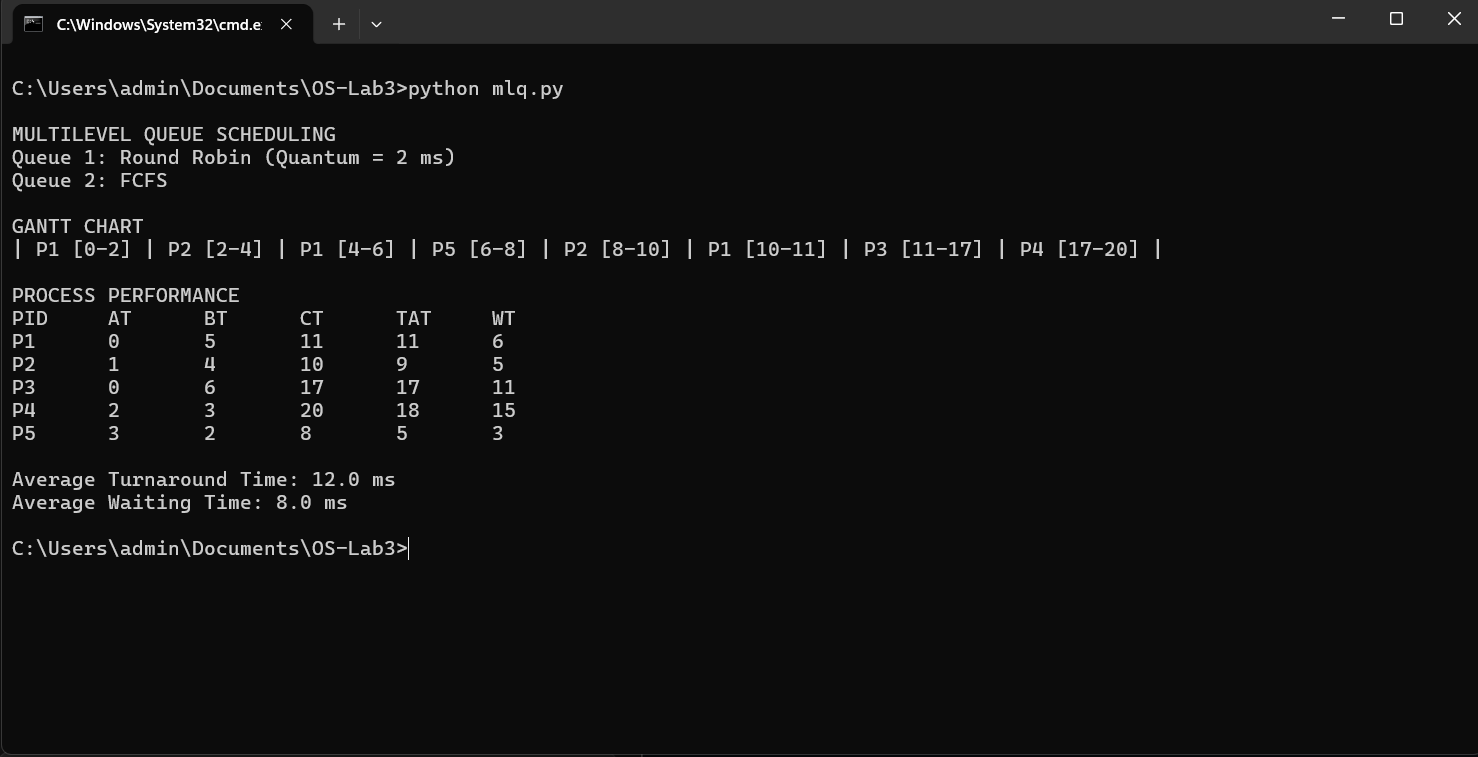 C:\Windows\System32\cmd.e
C:\Users\admin\Documents\OS-Lab3>python mlq.py
MULTILEVEL QUEUE SCHEDULING
Queue 1: Round Robin (Quantum = 2 ms)
Queue 2: FCFS
GANTT CHART
| P1 [0-2] | P2 [2-4] | P1 [4-6] | P5 [6-8] | P2 [8-10] | P1 [10-11] | P3 [11-17] | P4 [17-20] |
PROCESS PERFORMANCE
PID     AT      BT      CT      TAT     WT
P1      0       5       11      11      6
P2      1       4       10      9       5
P3      0       6       17      17      11
P4      2       3       20      18      15
P5      3       2       8       5       3
Average Turnaround Time: 12.0 ms
Average Waiting Time: 8.0 ms
C:\Users\admin\Documents\OS-Lab3>